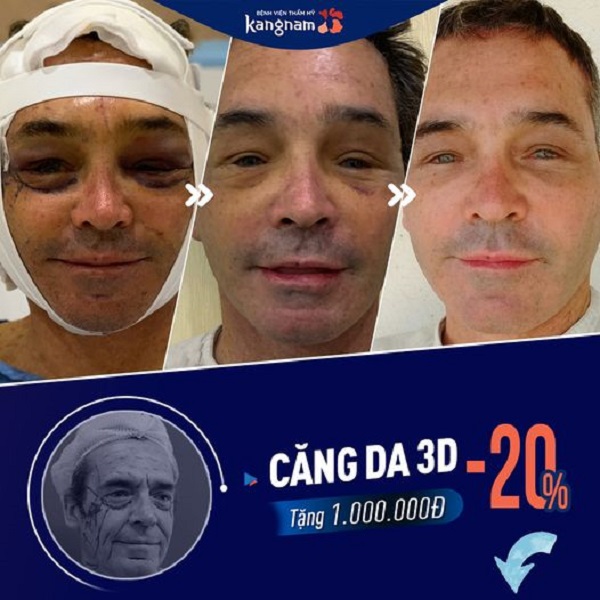 BỆNH VIỆN THẨM MỸ
kangnam
CĂNG DA 3D
-20%
Tặng 1.000.000Đ